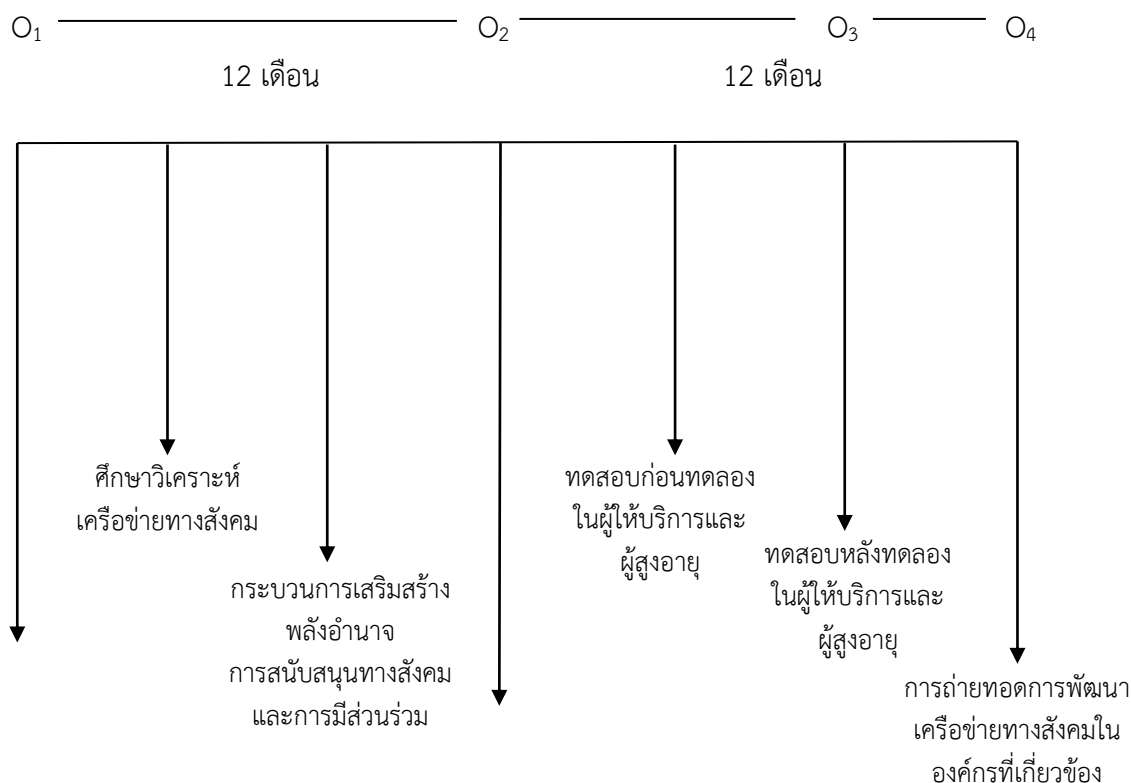 O₁ O₂ O₃ O₄
12 เดือน 12 เดือน
ศึกษาวิเคราะห์
เครือข่ายทางสังคม
กระบวนการเสริมสร้าง
พลังอำนาจ
การสนับสนุนทางสังคม
และการมีส่วนร่วม
ทดสอบก่อนทดลอง
ในผู้ให้บริการและ
ผู้สูงอายุ
ทดสอบหลังทดลอง
ในผู้ให้บริการและ
ผู้สูงอายุ
การถ่ายทอดการพัฒนา
เครือข่ายทางสังคมใน
องค์กรที่เกี่ยวข้อง